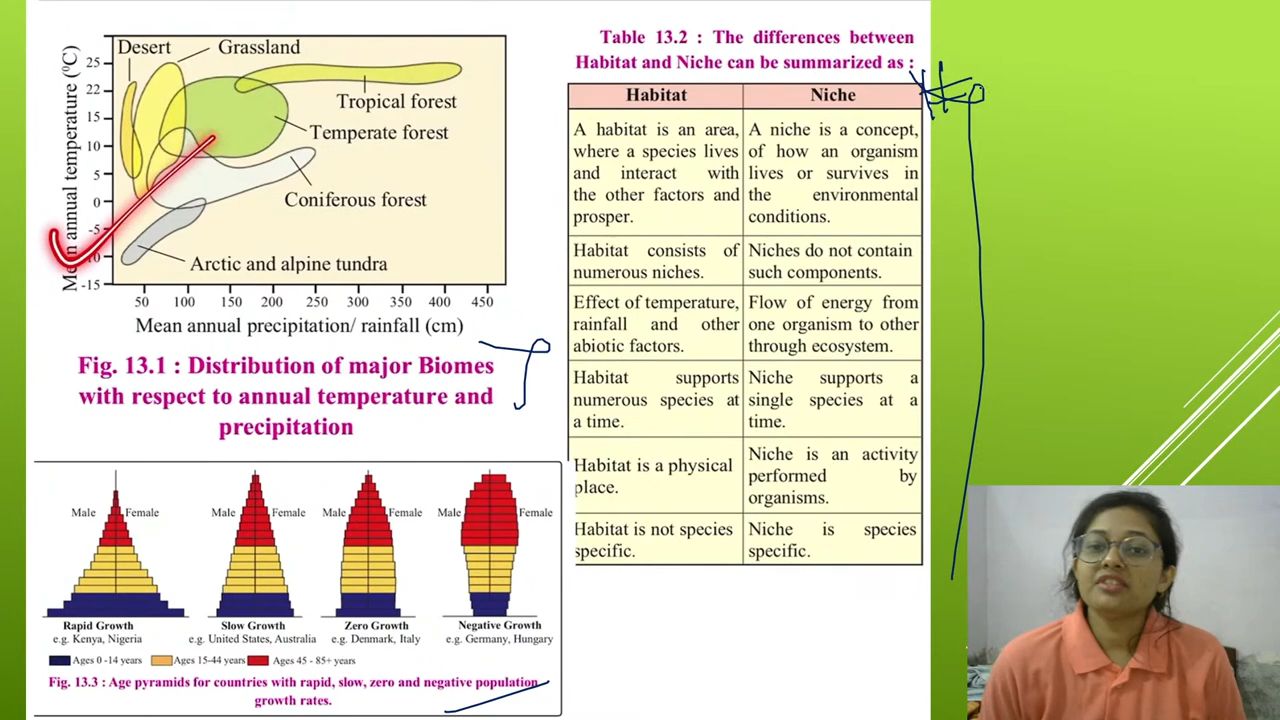 Desert
Grassland
Tropical forest
Temperate forest
Coniferous forest
Arctic and alpine tundra
Mean annual temperature (⁰C)
25
22
15
10
5
0
-5
-10
-15
50 100 150 200 250 300 350 400 450
Mean annual precipitation/ rainfall (cm)
Fig. 13.1 : Distribution of major Biomes
with respect to annual temperature and
precipitation
Male Female
Male Female
Male Female
Male Female
Rapid Growth
e.g. Kenya, Nigeria
Slow Growth
e.g. United States, Australia
Zero Growth
e.g. Denmark, Italy
Negative Growth
e.g. Germany, Hungary
Ages 0 -14 years
Ages 15-44 years
Ages 45 - 85+ years
Fig. 13.3 : Age pyramids for countries with rapid, slow, zero and negative population
growth rates.
Table 13.2 : The differences between
Habitat and Niche can be summarized as :
Habitat
Niche
A habitat is an area,
where a species lives
and interact with
the other factors and
prosper.
A niche is a concept,
of how an organism
lives or survives in
the environmental
conditions.
Habitat consists of
numerous niches.
Niches do not contain
such components.
Effect of temperature,
rainfall and other
abiotic factors.
Flow of energy from
one organism to other
through ecosystem.
Habitat supports
numerous species at
a time.
Niche supports a
single species at a
time.
Habitat is a physical
place.
Niche is an activity
performed by
organisms.
Habitat is not species
specific.
Niche is species
specific.